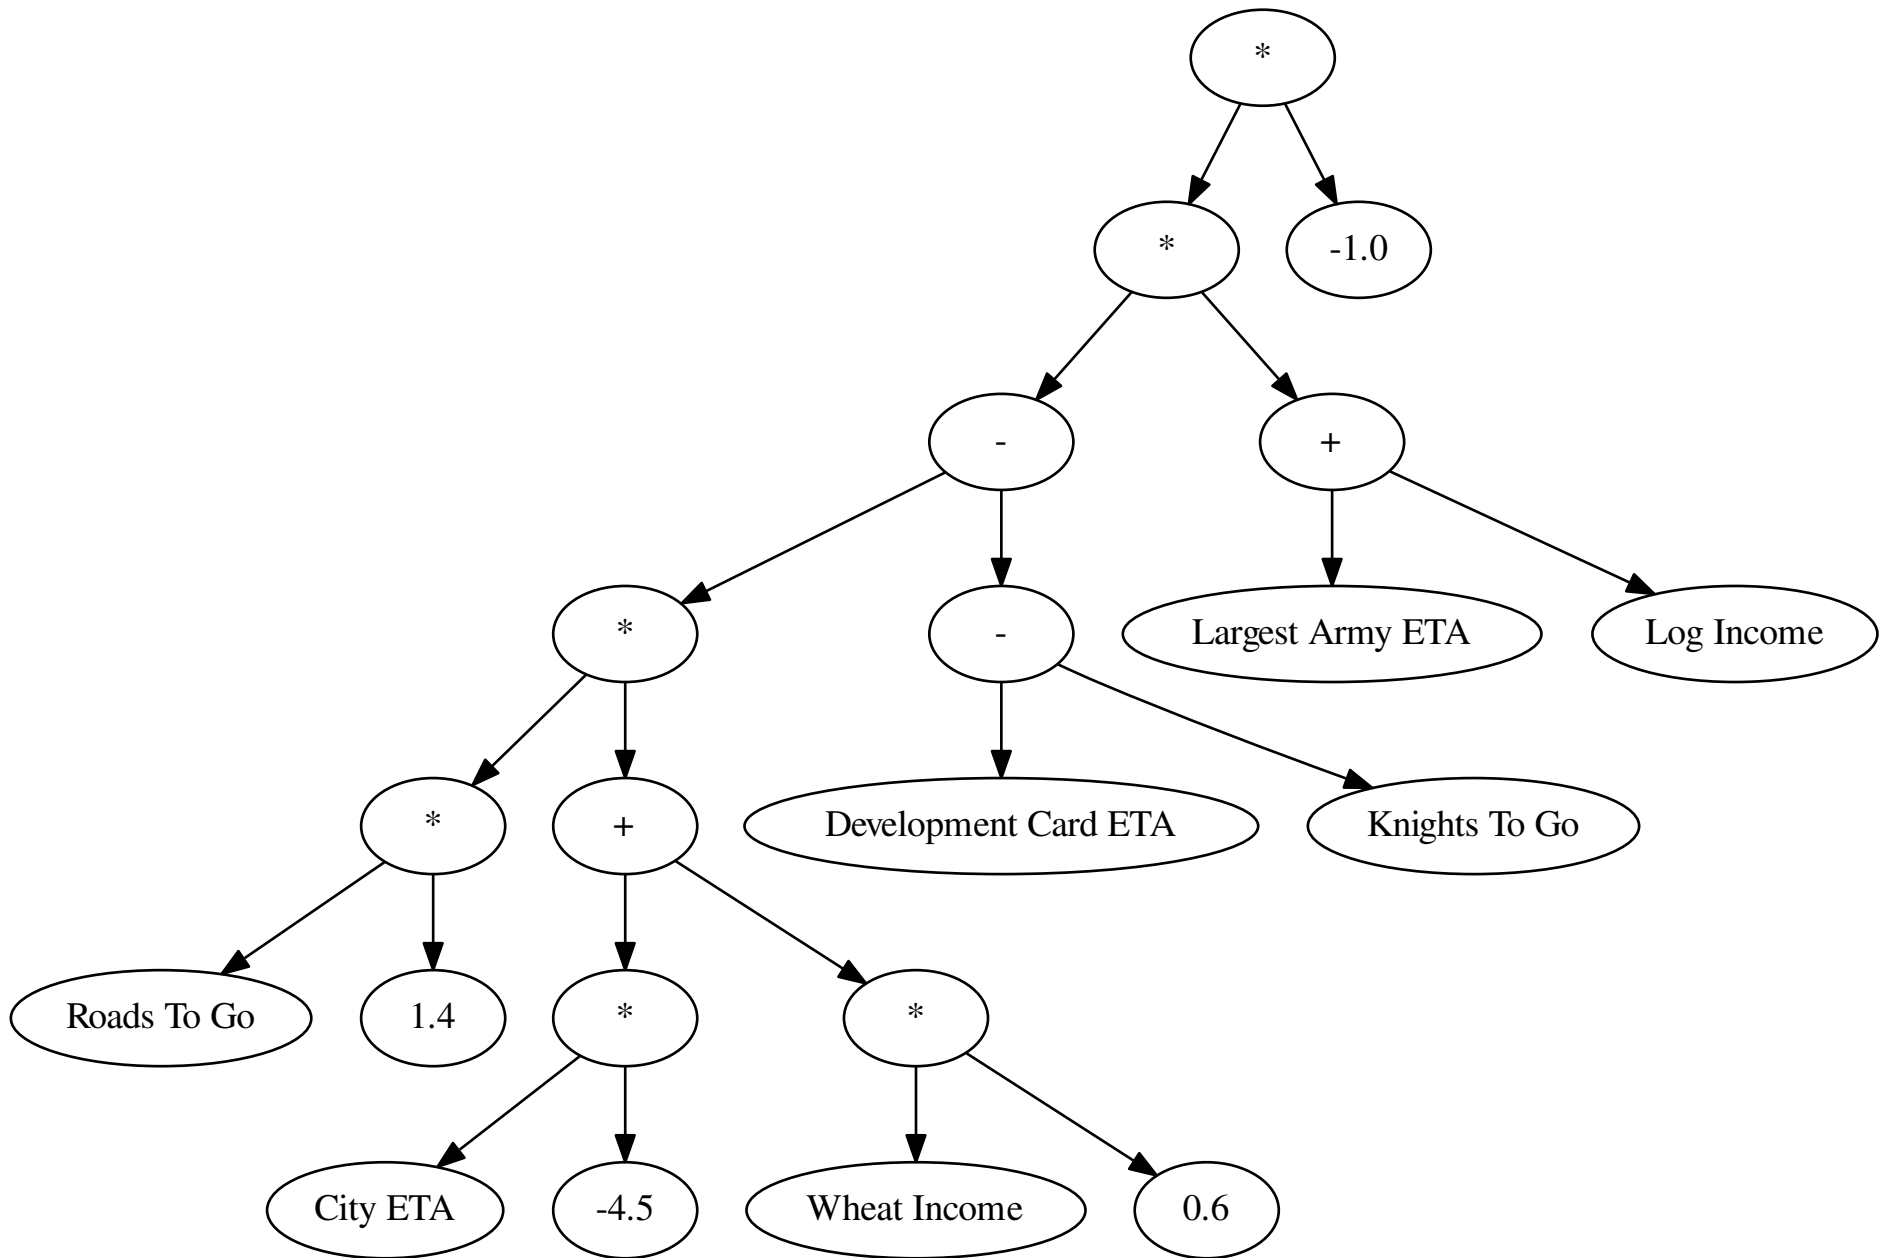 *
*
-1.0
-
+
*
-
Largest Army ETA
Log Income
*
+
Development Card ETA
Knights To Go
Roads To Go
1.4
*
*
City ETA
-4.5
Wheat Income
0.6